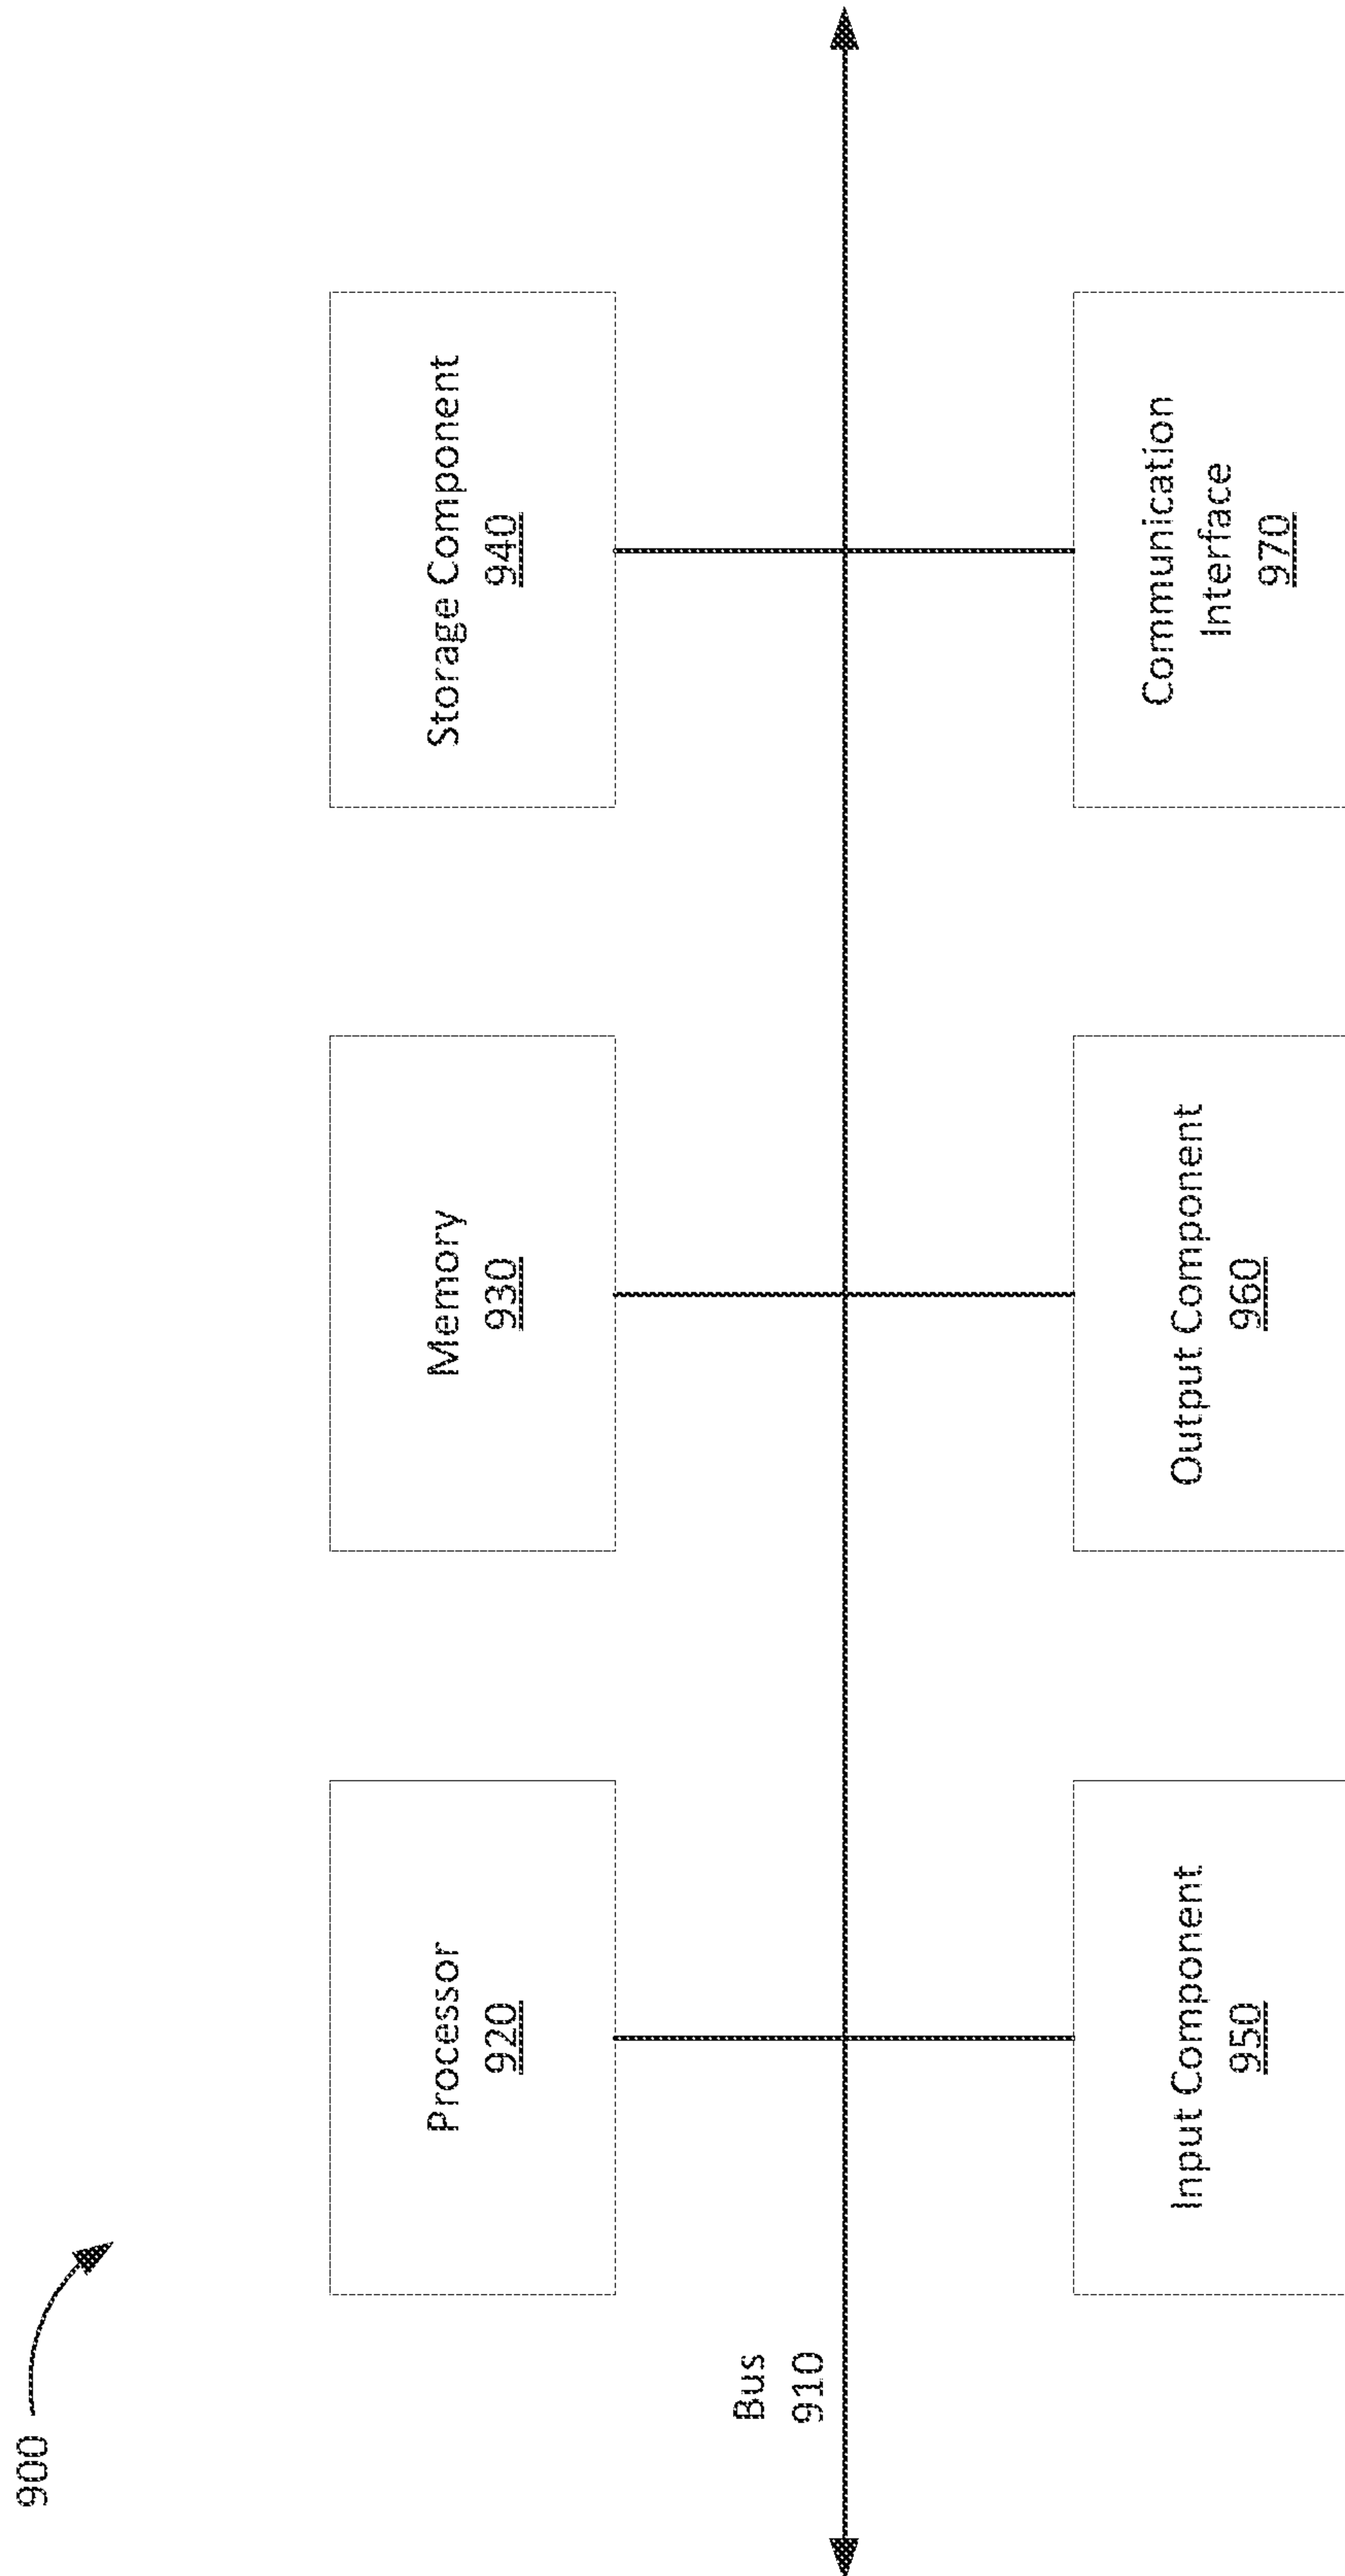 900
Processor
920
Memory
930
Storage Component
940
Bus
910
Input Component
950
Output Component
960
Communication
Interface
970